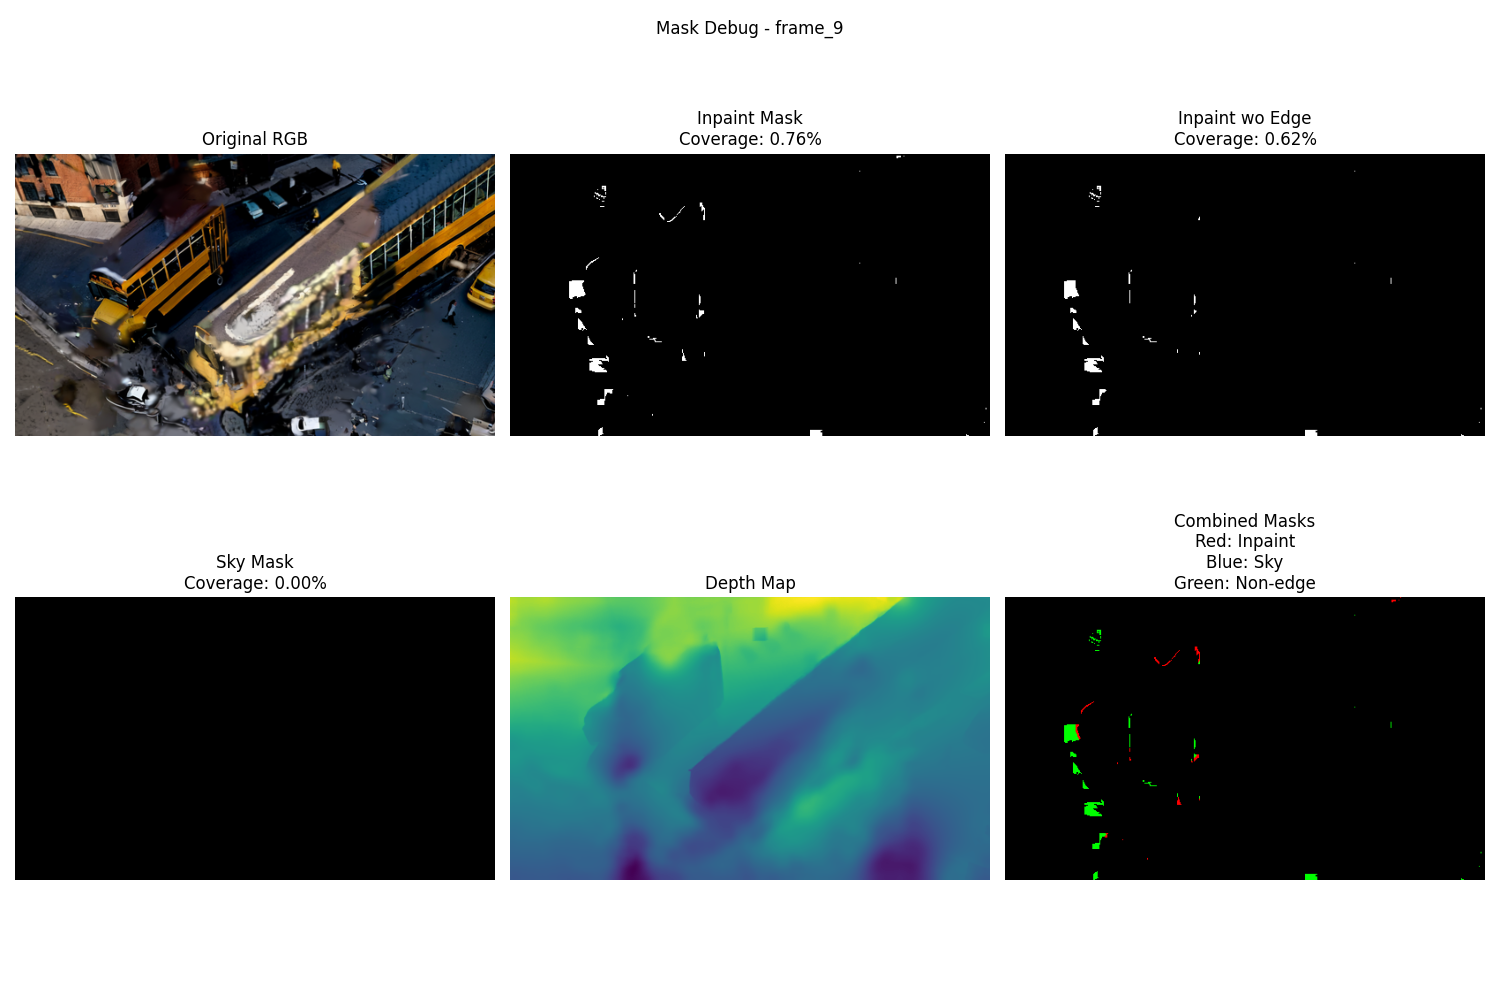 Mask Debug - frame_9
Original RGB
Inpaint Mask
Coverage: 0.76%
Inpaint wo Edge
Coverage: 0.62%
Sky Mask
Coverage: 0.00%
Depth Map
Combined Masks
Red: Inpaint
Blue: Sky
Green: Non-edge